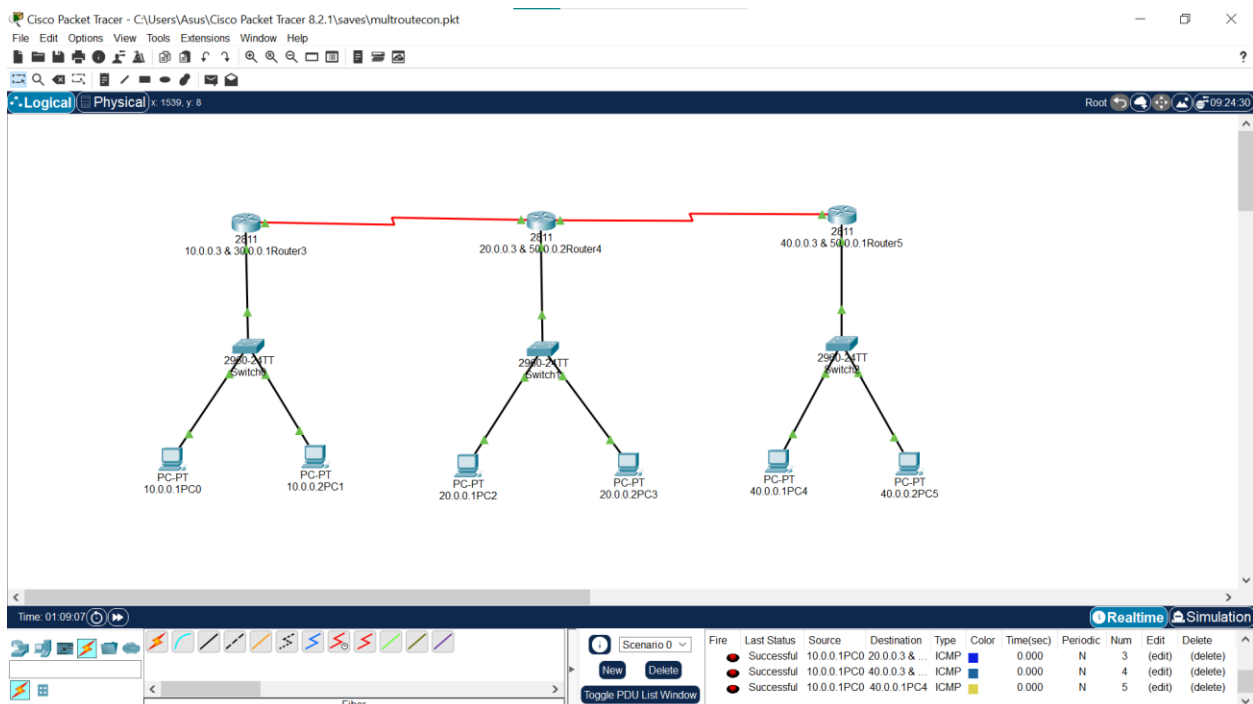 Cisco Packet Tracer - C:\Users\Asus\Cisco Packet Tracer 8.2.1\saves\multroutecon.pkt
File Edit Options View Tools Extensions Window Help
?
Logical Physical x: 1539, y: 8 Root 09:24:30
2811
10.0.0.3 & 30.0.0.1Router3
2811
20.0.0.3 & 50.0.0.2Router4
2811
40.0.0.3 & 50.0.0.1Router5
2960-24TT
Switch0
2960-24TT
Switch1
2960-24TT
Switch2
PC-PT
10.0.0.1PC0
PC-PT
10.0.0.2PC1
PC-PT
20.0.0.1PC2
PC-PT
20.0.0.2PC3
PC-PT
40.0.0.1PC4
PC-PT
40.0.0.2PC5
Time: 01:09:07 Realtime Simulation
Scenario 0
New Delete
Toggle PDU List Window
Fire Last Status Source Destination Type Color Time(sec) Periodic Num Edit Delete
Successful 10.0.0.1PC0 20.0.0.3 & ... ICMP 0.000 N 3 (edit) (delete)
Successful 10.0.0.1PC0 40.0.0.3 & ... ICMP 0.000 N 4 (edit) (delete)
Successful 10.0.0.1PC0 40.0.0.1PC4 ICMP 0.000 N 5 (edit) (delete)
Fiber